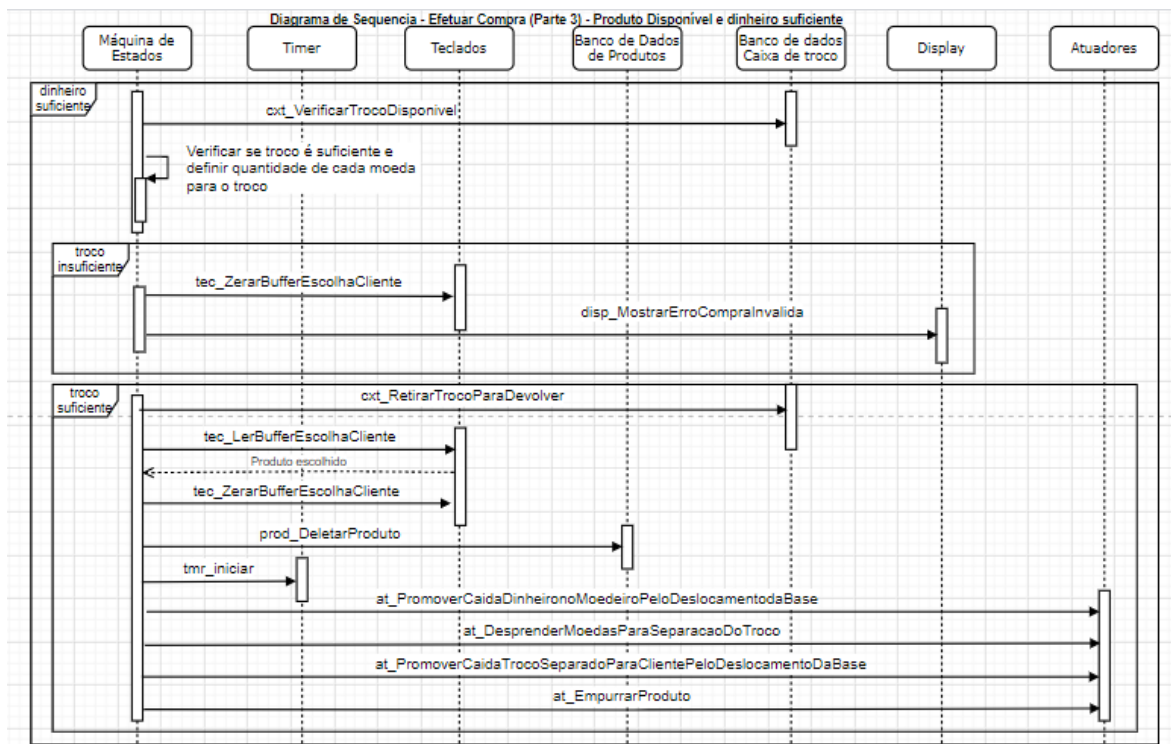 Diagrama de Sequencia - Efetuar Compra (Parte 3) - Produto Disponível e dinheiro suficiente
Máquina de
Estados
Timer
Teclados
Banco de Dados
de Produtos
Banco de dados
Caixa de troco
Display
Atuadores
dinheiro
suficiente
cxt_VerificarTrocoDisponivel
Verificar se troco é suficiente e
definir quantidade de cada moeda
para o troco
troco
insuficiente
tec_ZerarBufferEscolhaCliente
disp_MostrarErroCompraInvalida
troco
suficiente
cxt_RetirarTrocoParaDevolver
tec_LerBufferEscolhaCliente
Produto escolhido
tec_ZerarBufferEscolhaCliente
prod_DeletarProduto
tmr_iniciar
at_PromoverCaidaDinheironoMoedeiroPeloDeslocamentodaBase
at_DesprenderMoedasParaSeparacaoDoTroco
at_PromoverCaidaTrocoSeparadoParaClientePeloDeslocamentoDaBase
at_EmpurrarProduto